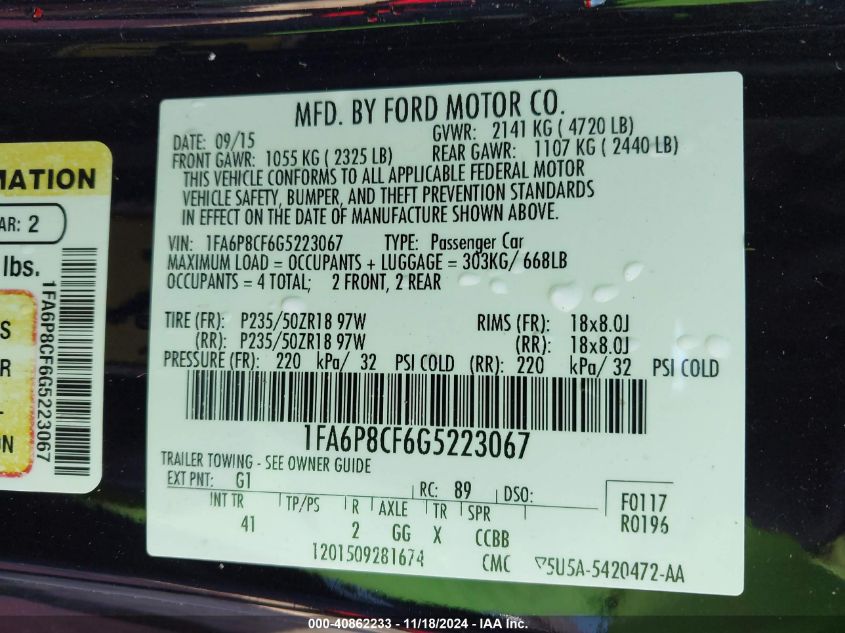 MATION
AR: 2
lbs.
S
R
L-
ON
1FA6P8CF6G5223067
MFD. BY FORD MOTOR CO.
DATE: 09/15 GVWR: 2141 KG ( 4720 LB)
FRONT GAWR: 1055 KG ( 2325 LB) REAR GAWR: 1107 KG ( 2440 LB)
THIS VEHICLE CONFORMS TO ALL APPLICABLE FEDERAL MOTOR
VEHICLE SAFETY, BUMPER, AND THEFT PREVENTION STANDARDS
IN EFFECT ON THE DATE OF MANUFACTURE SHOWN ABOVE.
VIN: 1FA6P8CF6G5223067 TYPE: Passenger Car
MAXIMUM LOAD = OCCUPANTS + LUGGAGE = 303KG/ 668LB
OCCUPANTS = 4 TOTAL; 2 FRONT, 2 REAR
TIRE (FR): P235/50ZR18 97W RIMS (FR): 18x8.0J
(RR): P235/50ZR18 97W (RR): 18x8.0J
PRESSURE (FR): 220 kPa/ 32 PSI COLD (RR): 220 kPa/ 32 PSI COLD
1FA6P8CF6G5223067
TRAILER TOWING - SEE OWNER GUIDE
EXT PNT: G1 RC: 89 DSO: F0117
INT TR TP/PS R AXLE TR SPR R0196
41 2 GG X CCBB
1201509281674 CMC 5U5A-5420472-AA
000-40862233 - 11/18/2024 - IAA Inc.